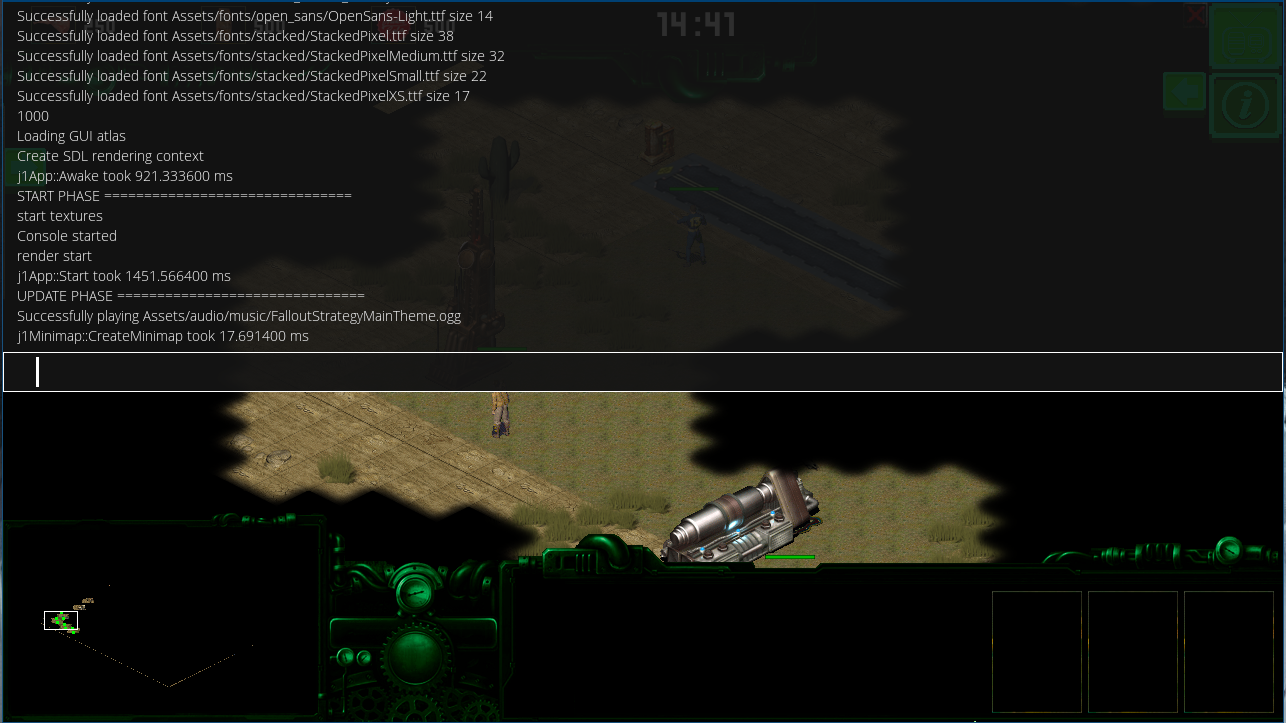 Successfully loaded font Assets/fonts/open_sans/OpenSans-Light.ttf size 14
14:41
Successfully loaded font Assets/fonts/stacked/StackedPixel.ttf size 38
Successfully loaded font Assets/fonts/stacked/StackedPixelMedium.ttf size 32
Successfully loaded font Assets/fonts/stacked/StackedPixelSmall.ttf size 22
Successfully loaded font Assets/fonts/stacked/StackedPixelXS.ttf size 17
1000
Loading GUI atlas
Create SDL rendering context
j1App::Awake took 921.333600 ms
START PHASE ===============================
start textures
Console started
render start
j1App::Start took 1451.566400 ms
UPDATE PHASE ===============================
Successfully playing Assets/audio/music/FalloutStrategyMainTheme.ogg
j1Minimap::CreateMinimap took 17.691400 ms